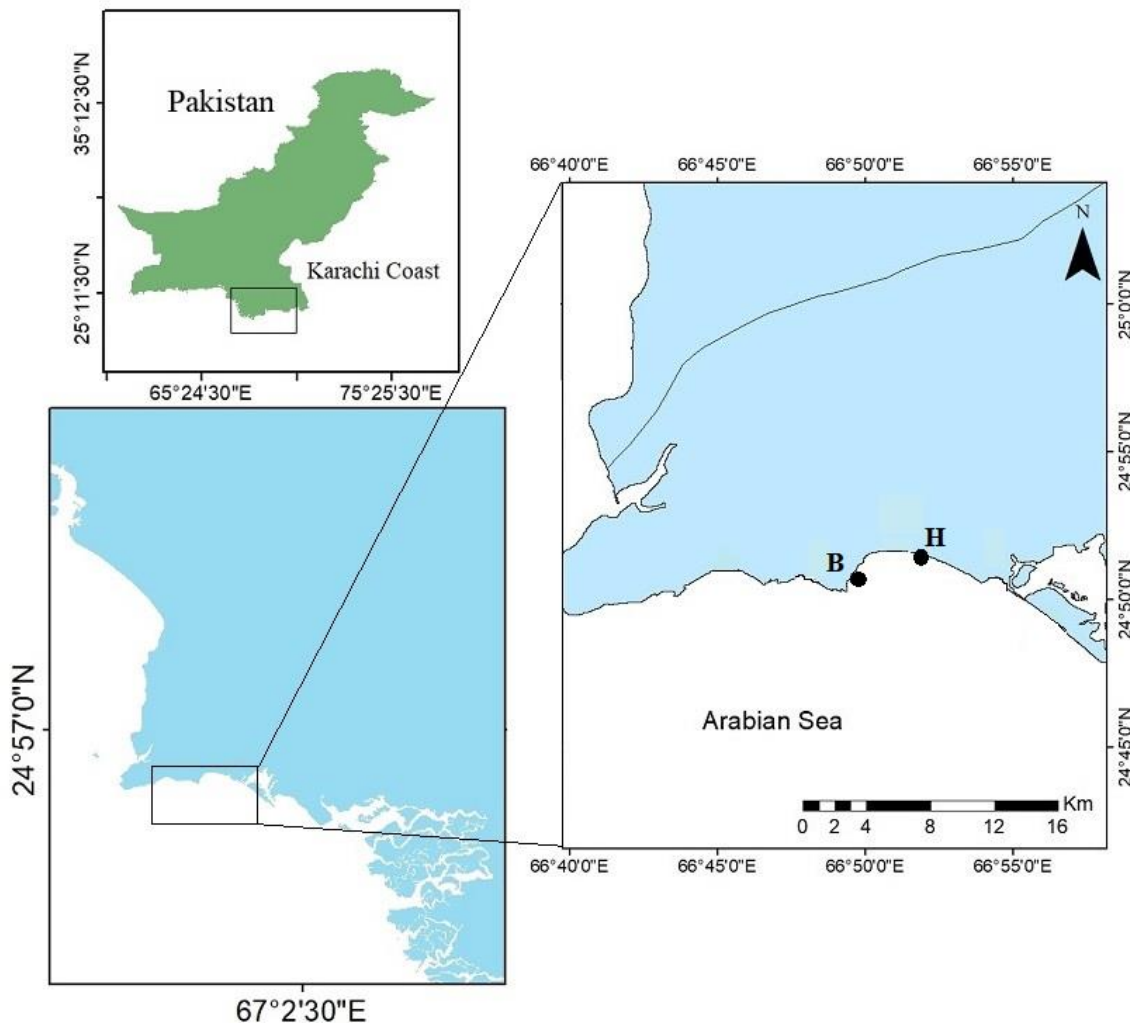 Pakistan
Karachi Coast
35°12'30"N
25°11'30"N
65°24'30"E
75°25'30"E
24°57'0"N
67°2'30"E
66°40'0"E
66°45'0"E
66°50'0"E
66°55'0"E
N
25°0'0"N
24°55'0"N
24°50'0"N
24°45'0"N
B
H
Arabian Sea
Km
0 2 4 8 12 16
66°40'0"E
66°45'0"E
66°50'0"E
66°55'0"E